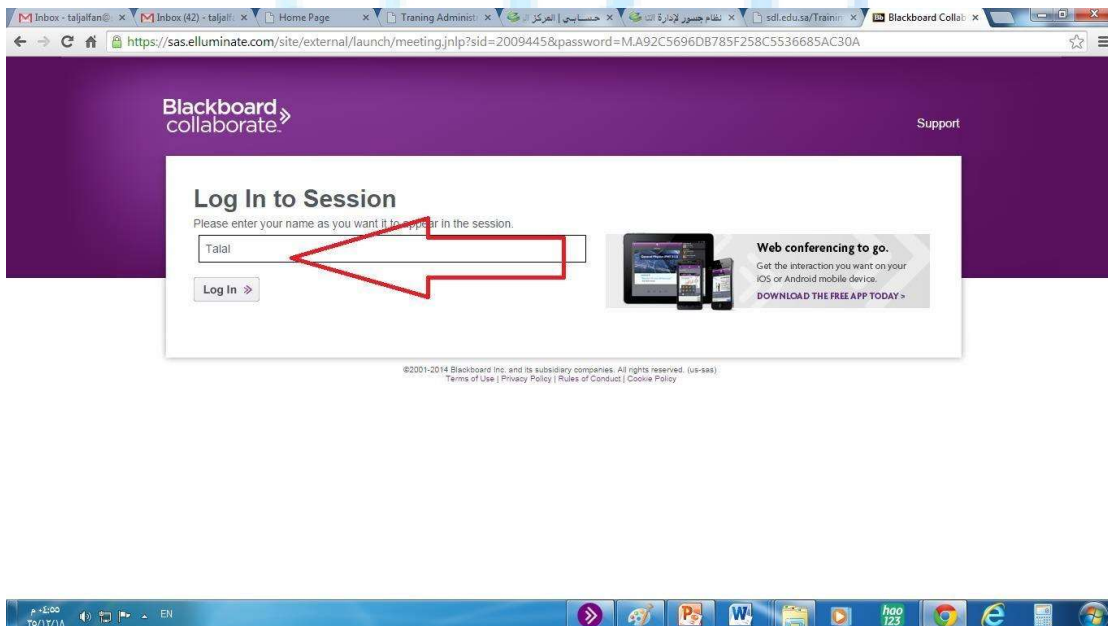 Inbox - taljalfan@
Inbox (42) - taljalf
Home Page
Traning Administ
حسابي | المركز ال
نظام جسور لإدارة الت
sdl.edu.sa/Trainin
Blackboard Collab
https://sas.elluminate.com/site/external/launch/meeting.jnlp?sid=2009445&password=M.A92C5696DB785F258C5536685AC30A
Blackboard
collaborate.
Support
Log In to Session
Please enter your name as you want it to appear in the session.
Talal
Log In »
Web conferencing to go.
Get the interaction you want on your
iOS or Android mobile device.
DOWNLOAD THE FREE APP TODAY >
©2001-2014 Blackboard Inc. and its subsidiary companies. All rights reserved. (us-sas)
Terms of Use | Privacy Policy | Rules of Conduct | Cookie Policy
EN
hao
123